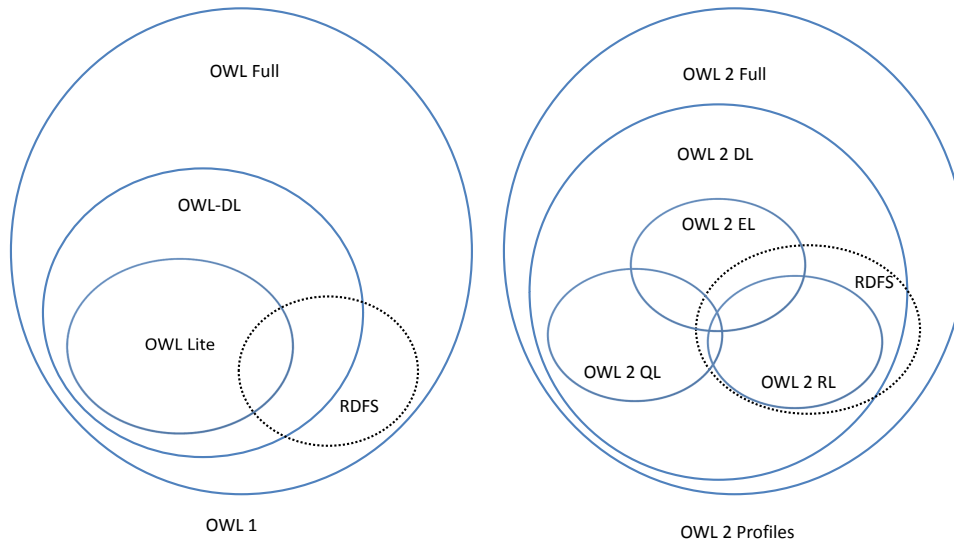 OWL Full
OWL-DL
OWL Lite
RDFS
OWL 1
OWL 2 Full
OWL 2 DL
OWL 2 EL
RDFS
OWL 2 QL
OWL 2 RL
OWL 2 Profiles